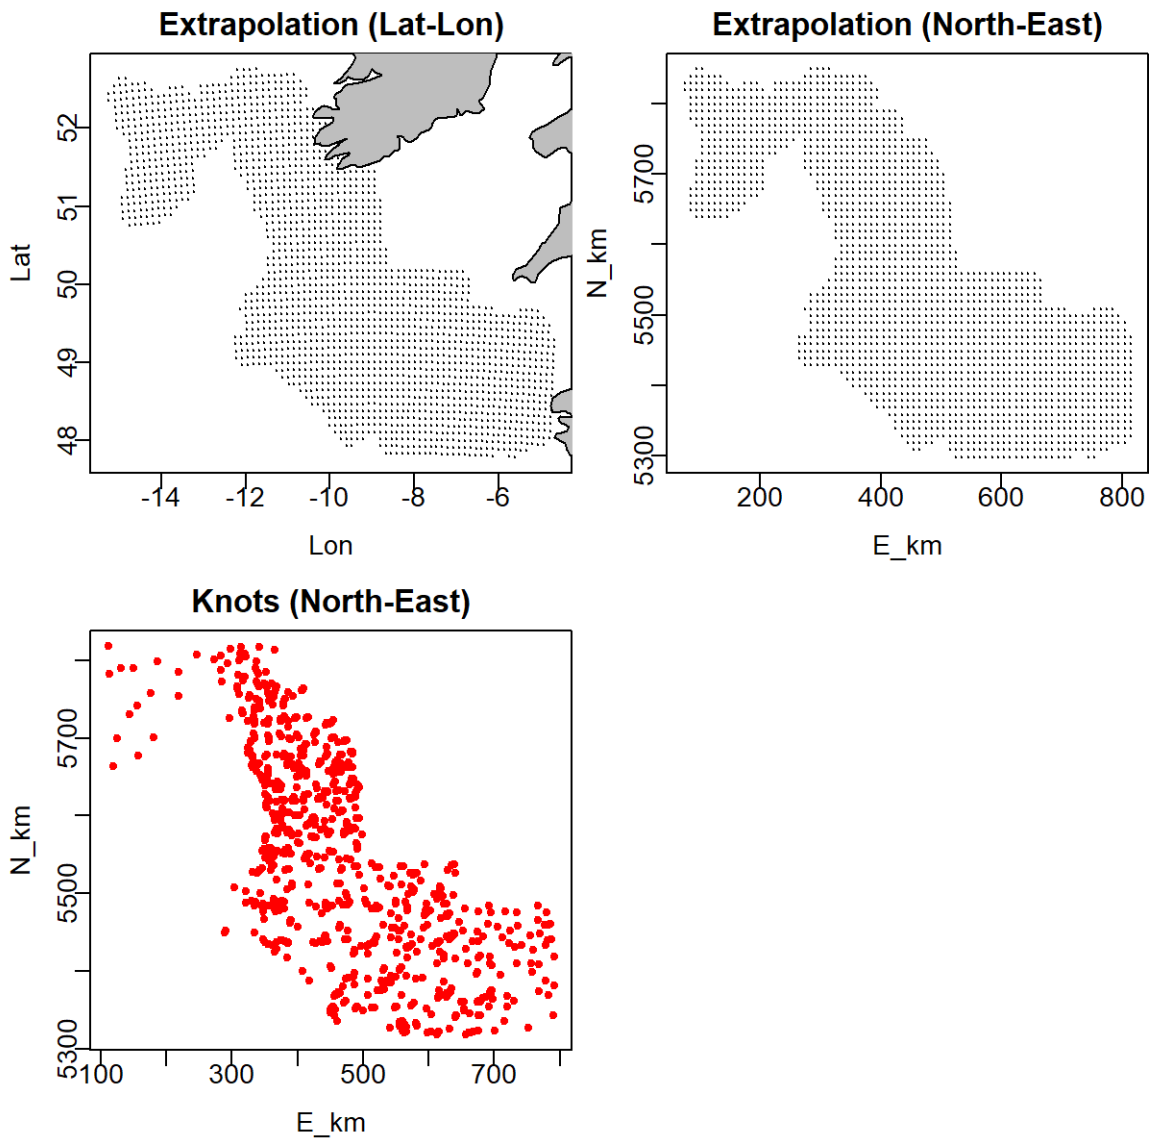 Extrapolation (Lat-Lon)
Lat
52
51
50
49
48
-14 -12 -10 -8 -6
Lon
Extrapolation (North-East)
N_km
5700
5500
5300
200 400 600 800
E_km
Knots (North-East)
N_km
5700
5500
5300
100 300 500 700
E_km